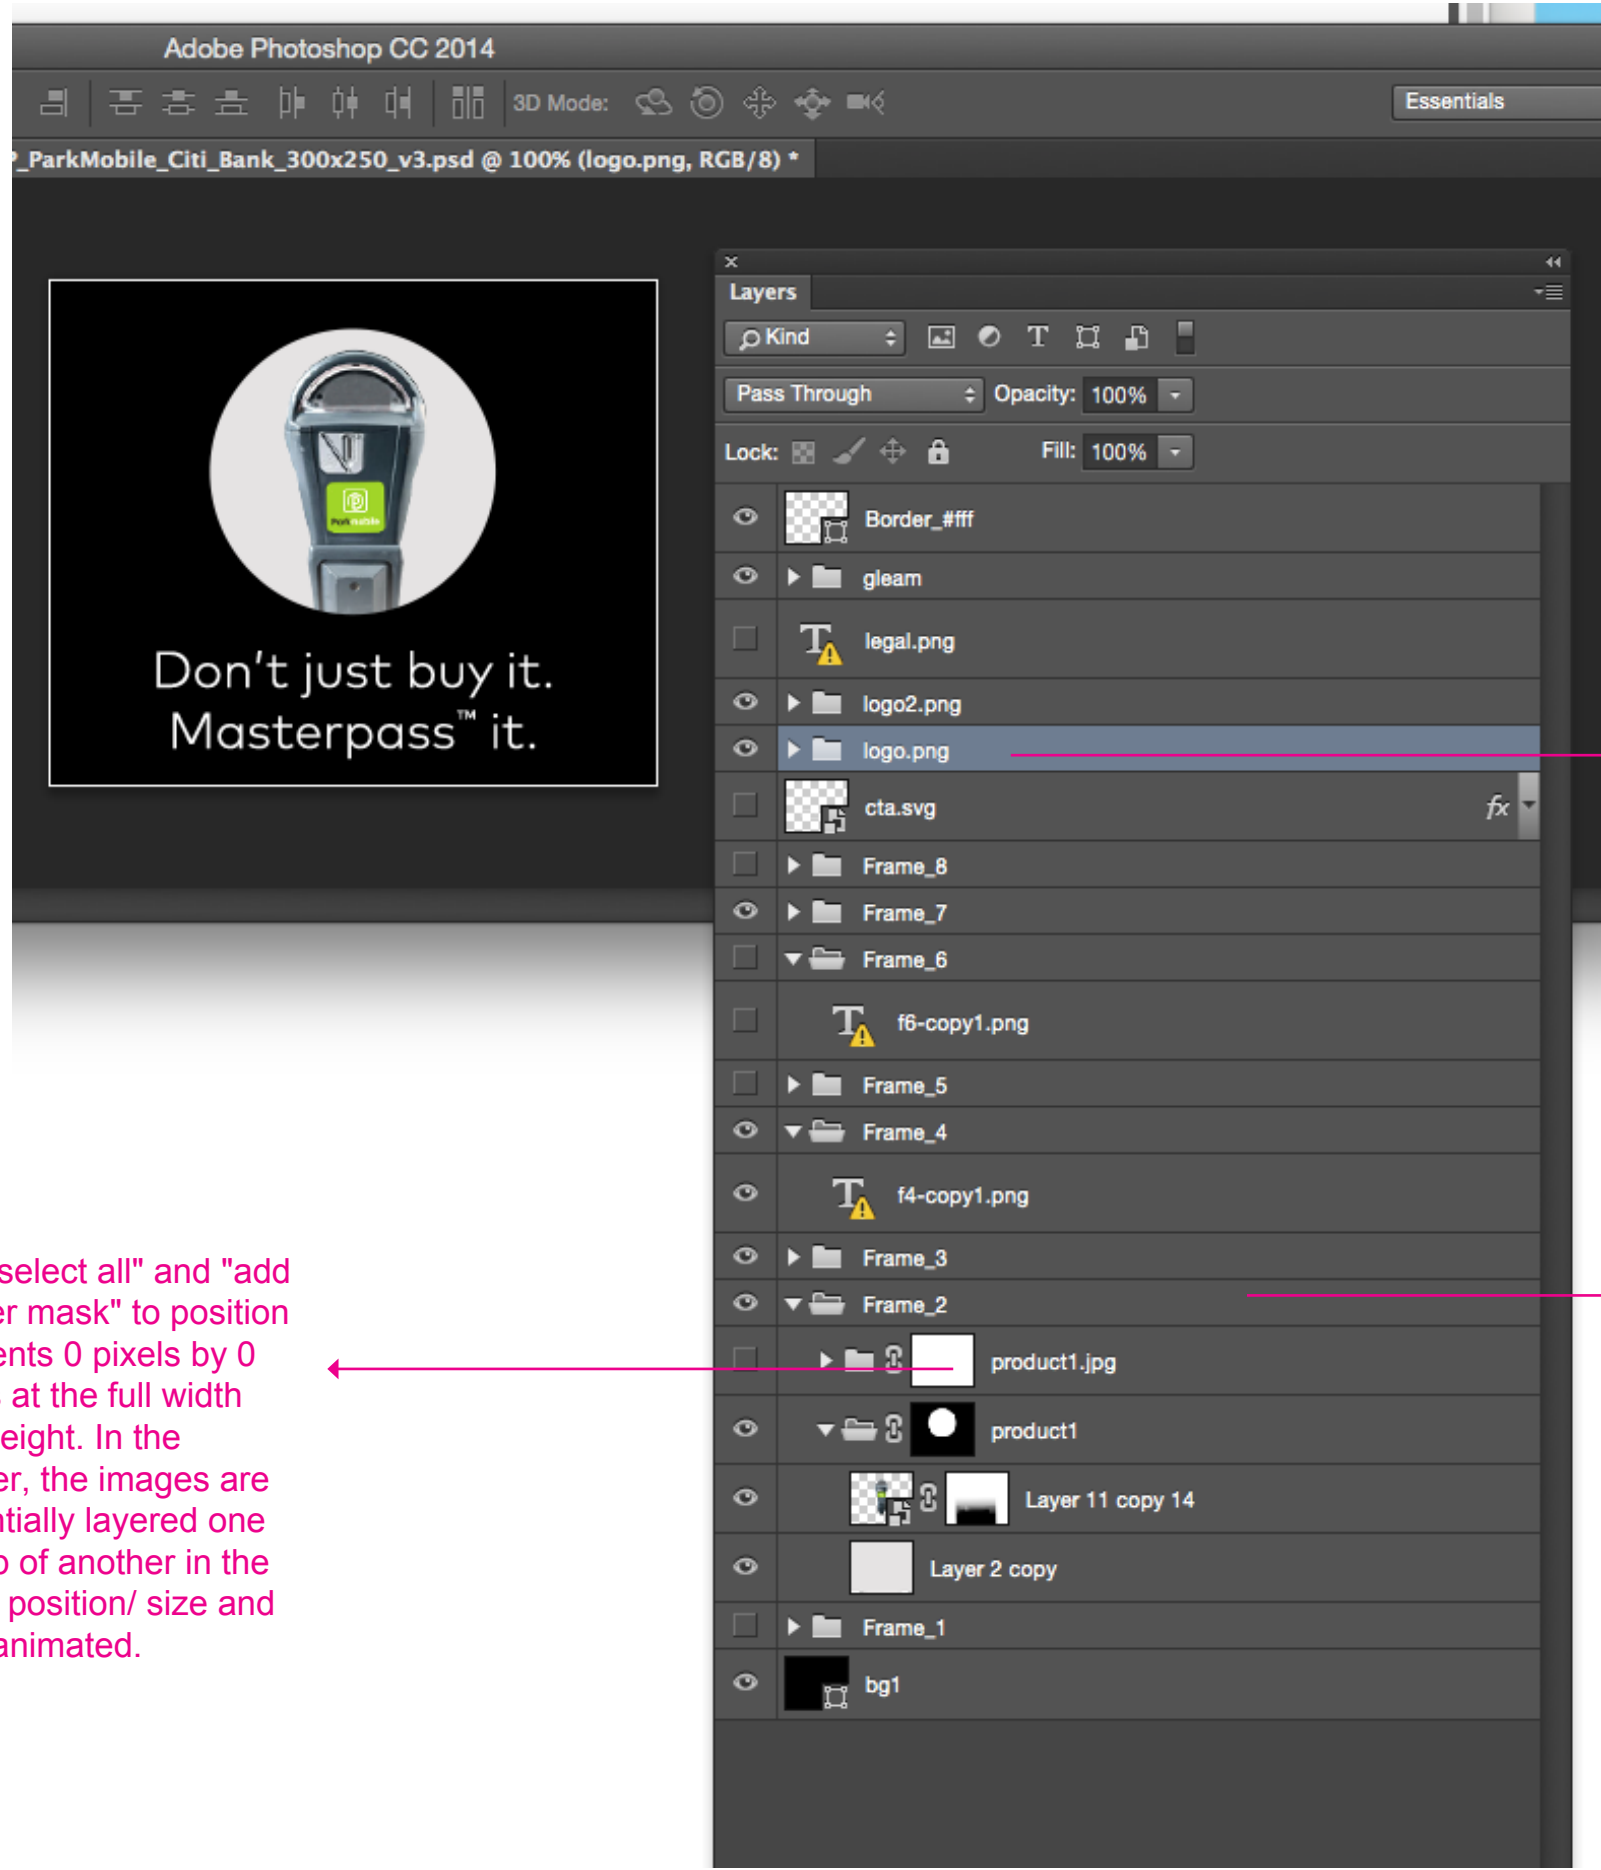 Adobe Photoshop CC 2014
3D Mode:
Essentials
_ParkMobile_Citi_Bank_300x250_v3.psd @ 100% (logo.png, RGB/8) *
Layers
Kind
Pass Through
Opacity: 100%
Lock:
Fill: 100%
Parkmobile
Don't just buy it.
Masterpass™ it.
Border_#fff
gleam
legal.png
logo2.png
logo.png
cta.svg
fx
Frame_8
Frame_7
Frame_6
f6-copy1.png
Frame_5
Frame_4
f4-copy1.png
Frame_3
Frame_2
product1.jpg
product1
Layer 11 copy 14
Layer 2 copy
Frame_1
bg1
select all" and "add
er mask" to position
ents 0 pixels by 0
s at the full width
eight. In the
er, the images are
ntially layered one
o of another in the
position/ size and
animated.